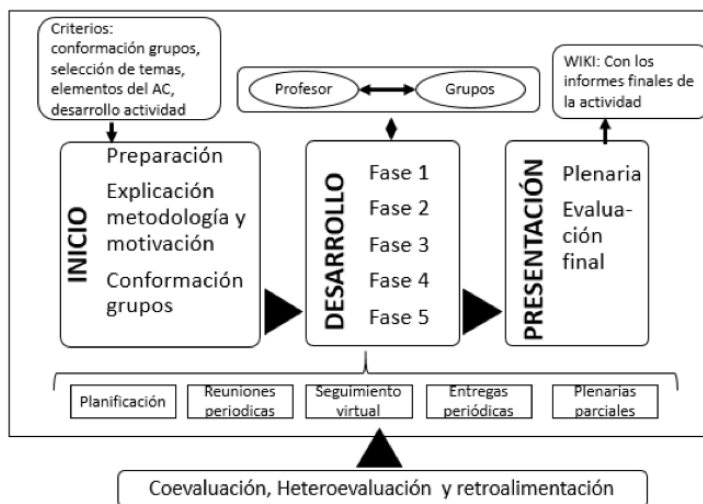 Criterios:
conformación grupos,
selección de temas,
elementos del AC,
desarrollo actividad
Profesor
Grupos
WIKI: Con los
informes finales de
la actividad
INICIO
Preparación
Explicación
metodología y
motivación
Conformación
grupos
DESARROLLO
Fase 1
Fase 2
Fase 3
Fase 4
Fase 5
PRESENTACIÓN
Plenaria
Evalua-
ción
final
Planificación
Reuniones
periodicas
Seguimiento
virtual
Entregas
periódicas
Plenarias
parciales
Coevaluación, Heteroevaluación y retroalimentación